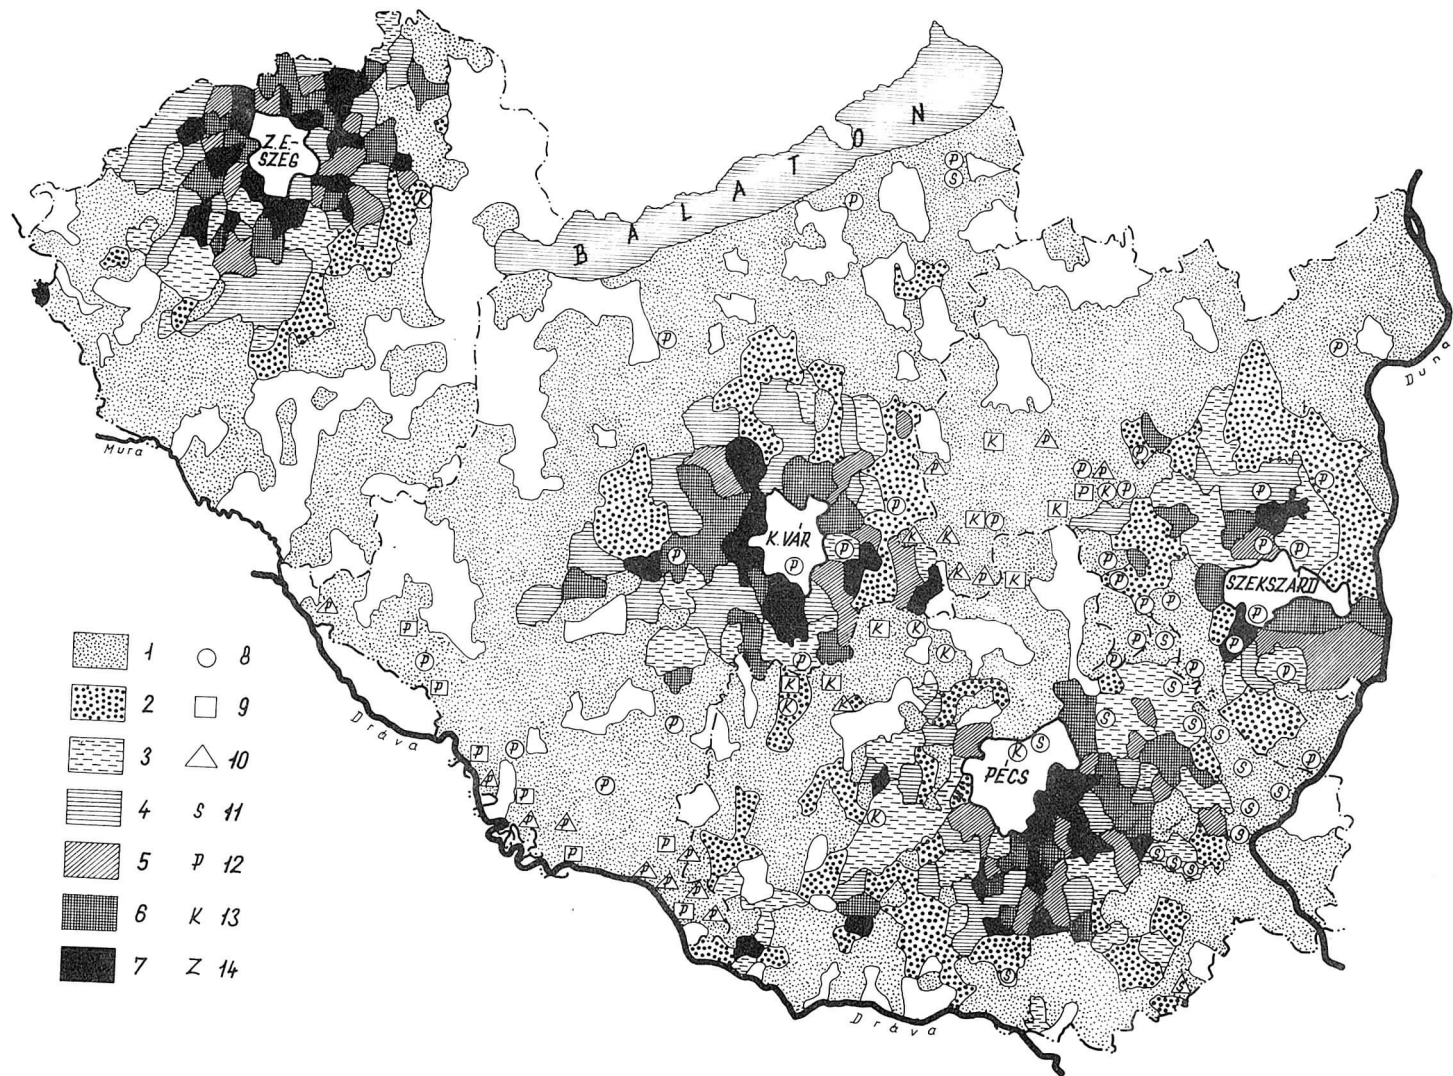 Z.E-
SZEG
BALATON
Mura
K.VÁR
SZEKSZÁRD
PÉCS
Duna
Dráva
Dráva
1 8
2 9
3 10
4 S 11
5 P 12
6 K 13
7 Z 14